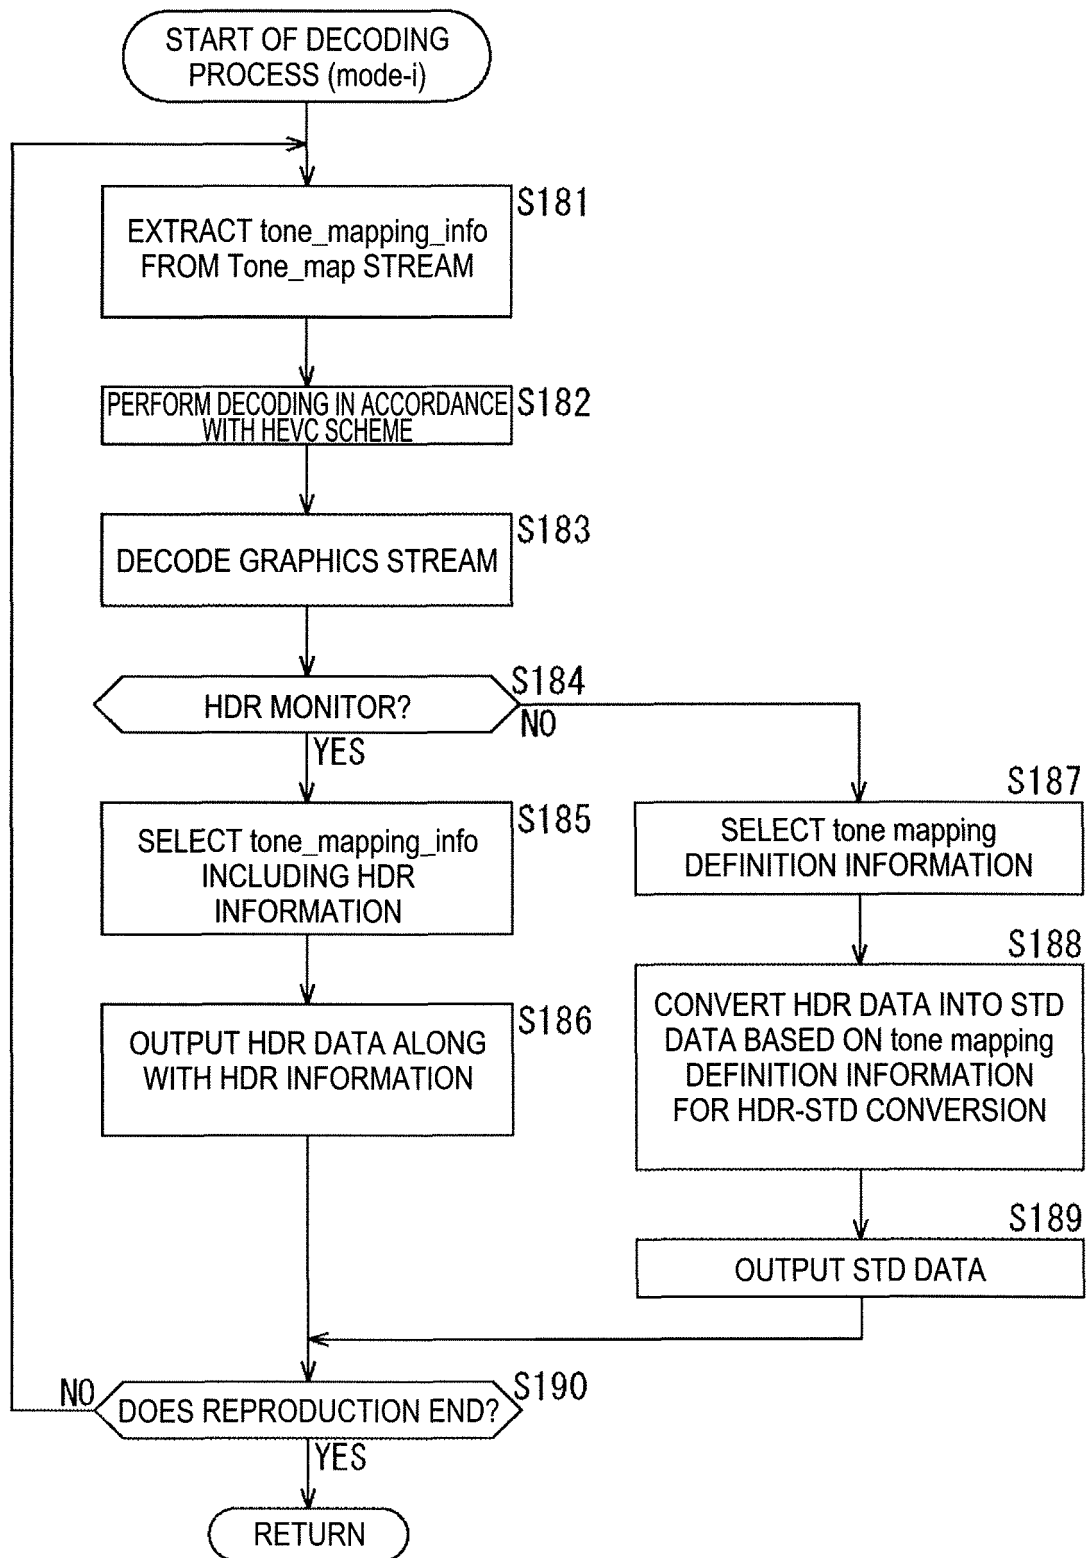 START OF DECODING
PROCESS (mode-i)
S181
EXTRACT tone_mapping_info
FROM Tone_map STREAM
S182
PERFORM DECODING IN ACCORDANCE
WITH HEVC SCHEME
S183
DECODE GRAPHICS STREAM
S184
HDR MONITOR?
NO
YES
S185
SELECT tone_mapping_info
INCLUDING HDR
INFORMATION
S186
OUTPUT HDR DATA ALONG
WITH HDR INFORMATION
S187
SELECT tone mapping
DEFINITION INFORMATION
S188
CONVERT HDR DATA INTO STD
DATA BASED ON tone mapping
DEFINITION INFORMATION
FOR HDR-STD CONVERSION
S189
OUTPUT STD DATA
S190
NO
DOES REPRODUCTION END?
YES
RETURN